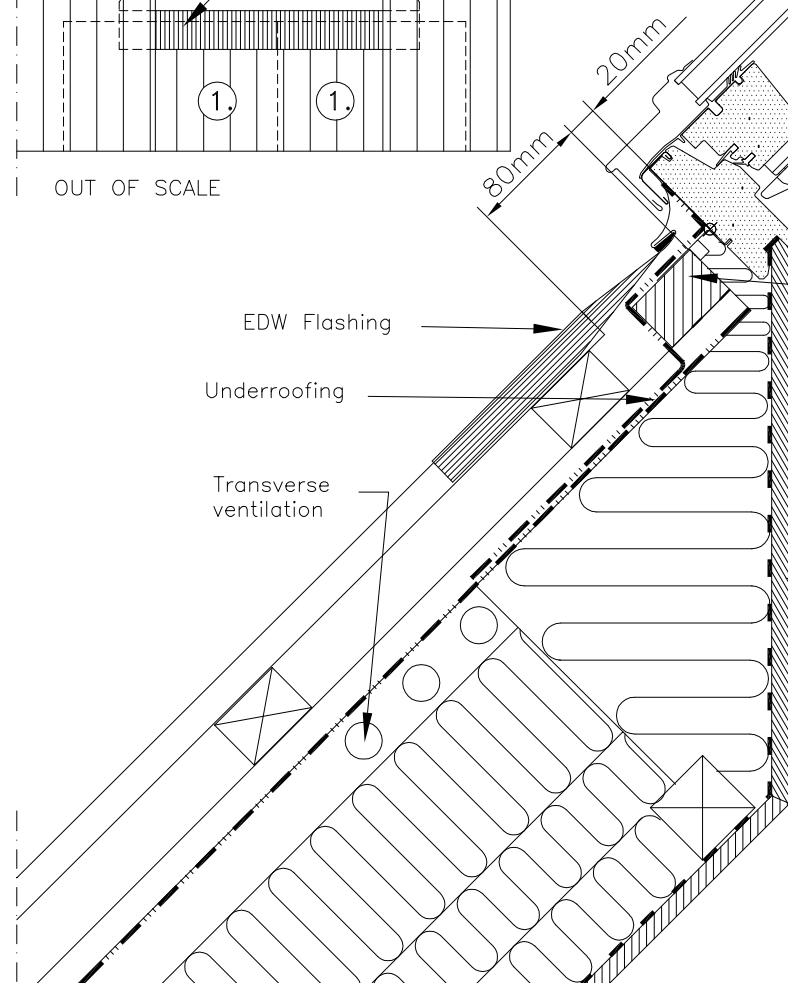 1. 1.
OUT OF SCALE
20mm
80mm
EDW Flashing
Underroofing
Transverse
ventilation